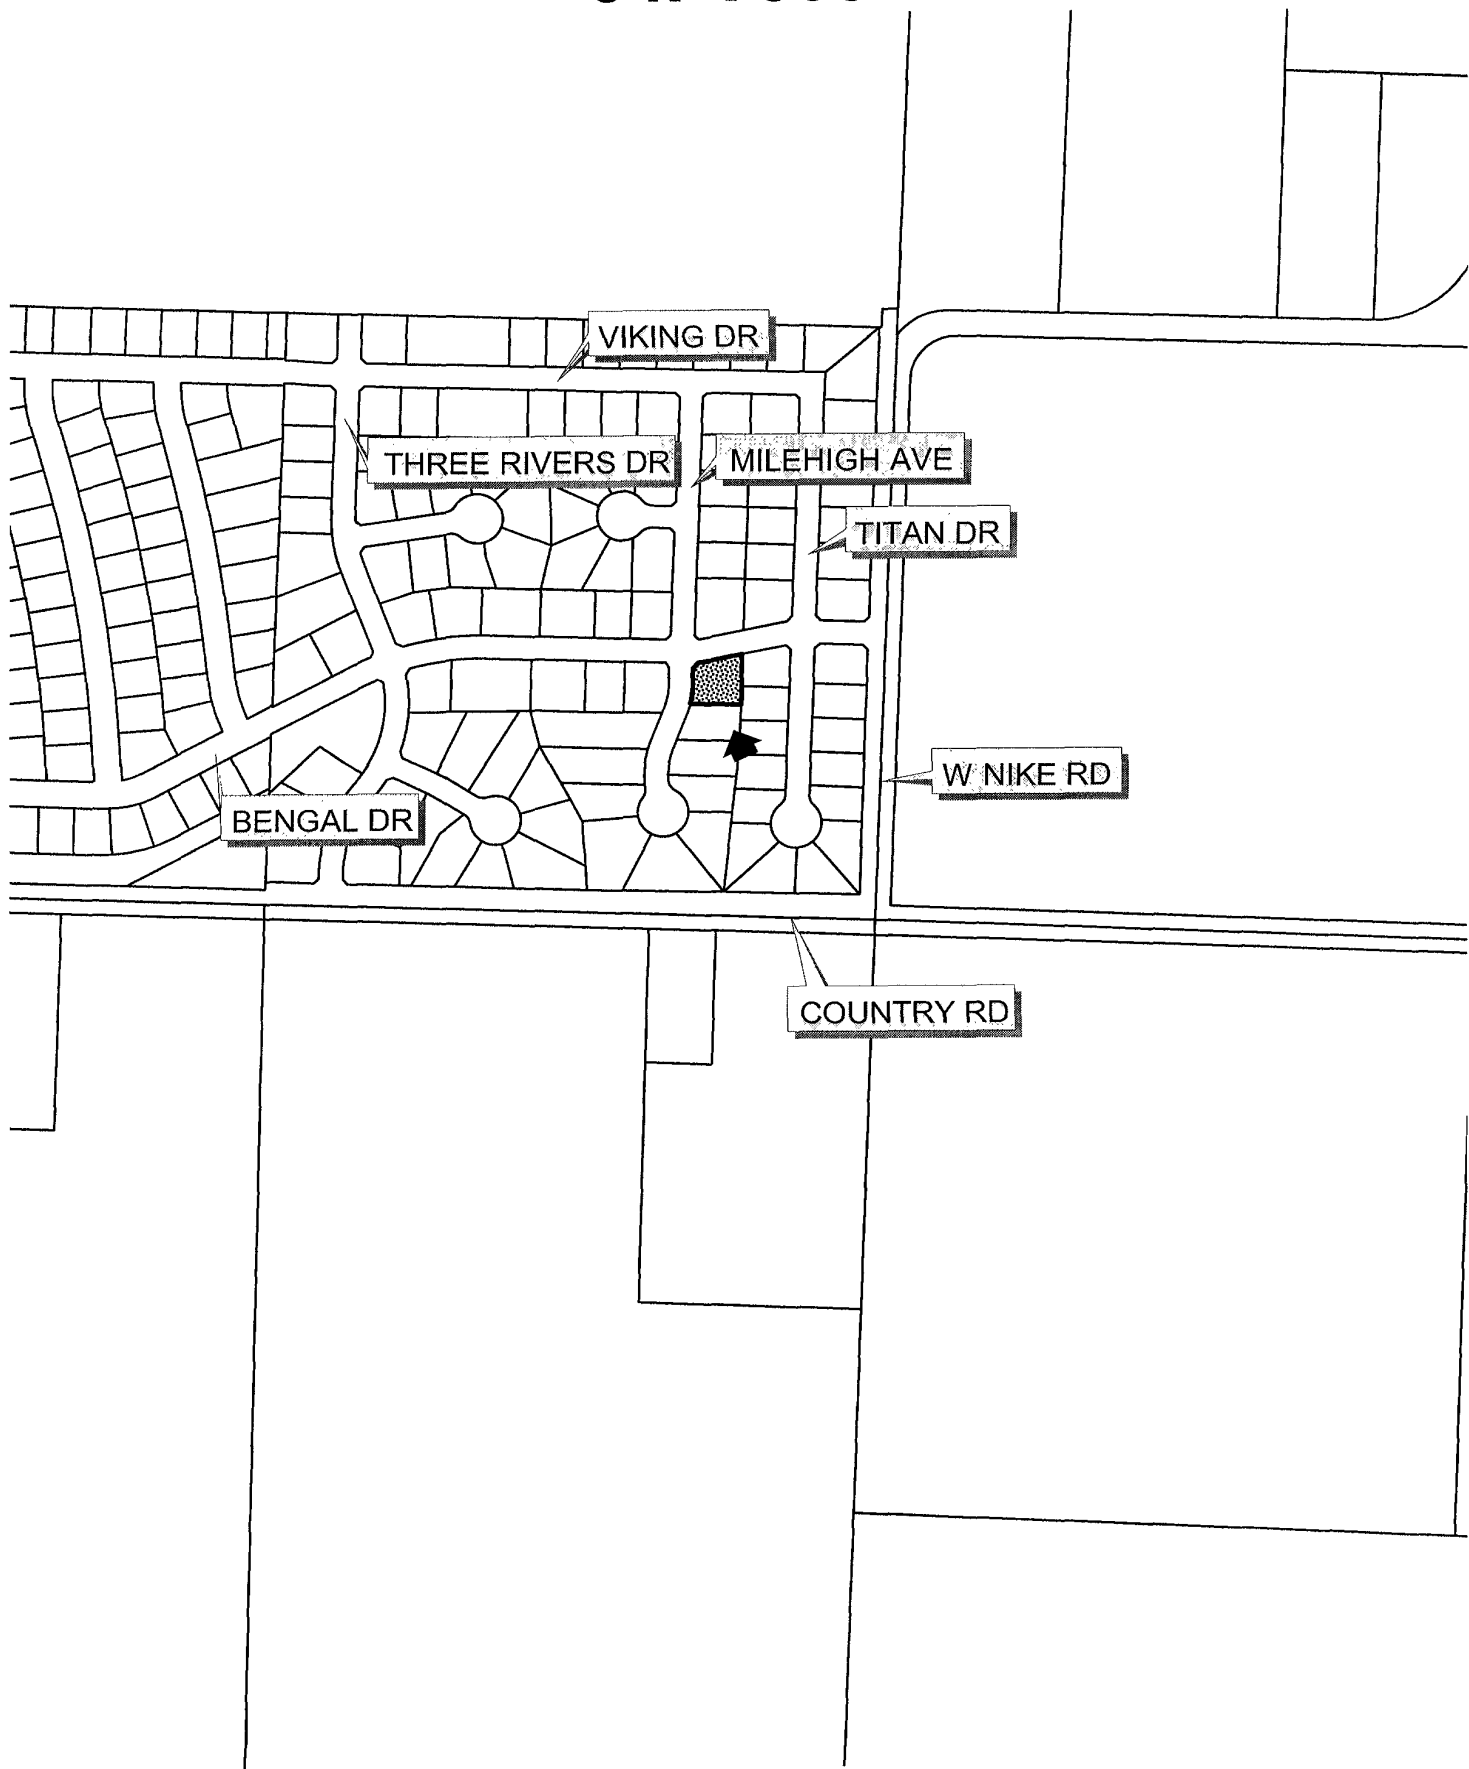 VIKING DR
THREE RIVERS DR
MILEHIGH AVE
TITAN DR
W NIKE RD
BENGAL DR
COUNTRY RD